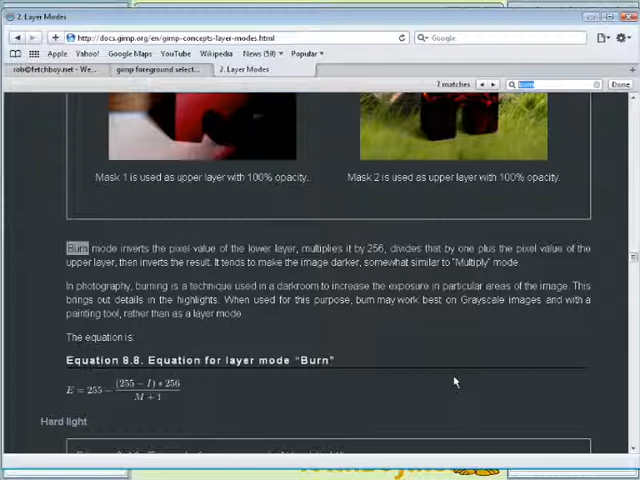 2. Layer Modes
http://docs.gimp.org/en/gimp-concepts-layer-modes.html
Google
Apple Yahoo! Google Maps YouTube Wikipedia News (50) Popular
rob@fetchboy.net - We...
gimp foreground select...
2. Layer Modes
7 matches
burn
Done
Mask 1 is used as upper layer with 100% opacity.
Mask 2 is used as upper layer with 100% opacity.
Burn mode inverts the pixel value of the lower layer, multiplies it by 256, divides that by one plus the pixel value of the
upper layer, then inverts the result. It tends to make the image darker, somewhat similar to "Multiply" mode.
In photography, burning is a technique used in a darkroom to increase the exposure in particular areas of the image. This
brings out details in the highlights. When used for this purpose, burn may work best on Grayscale images and with a
painting tool, rather than as a layer mode.
The equation is:
Equation 8.8. Equation for layer mode "Burn"
E = 255 − (255 − I) * 256 / M + 1
Hard light